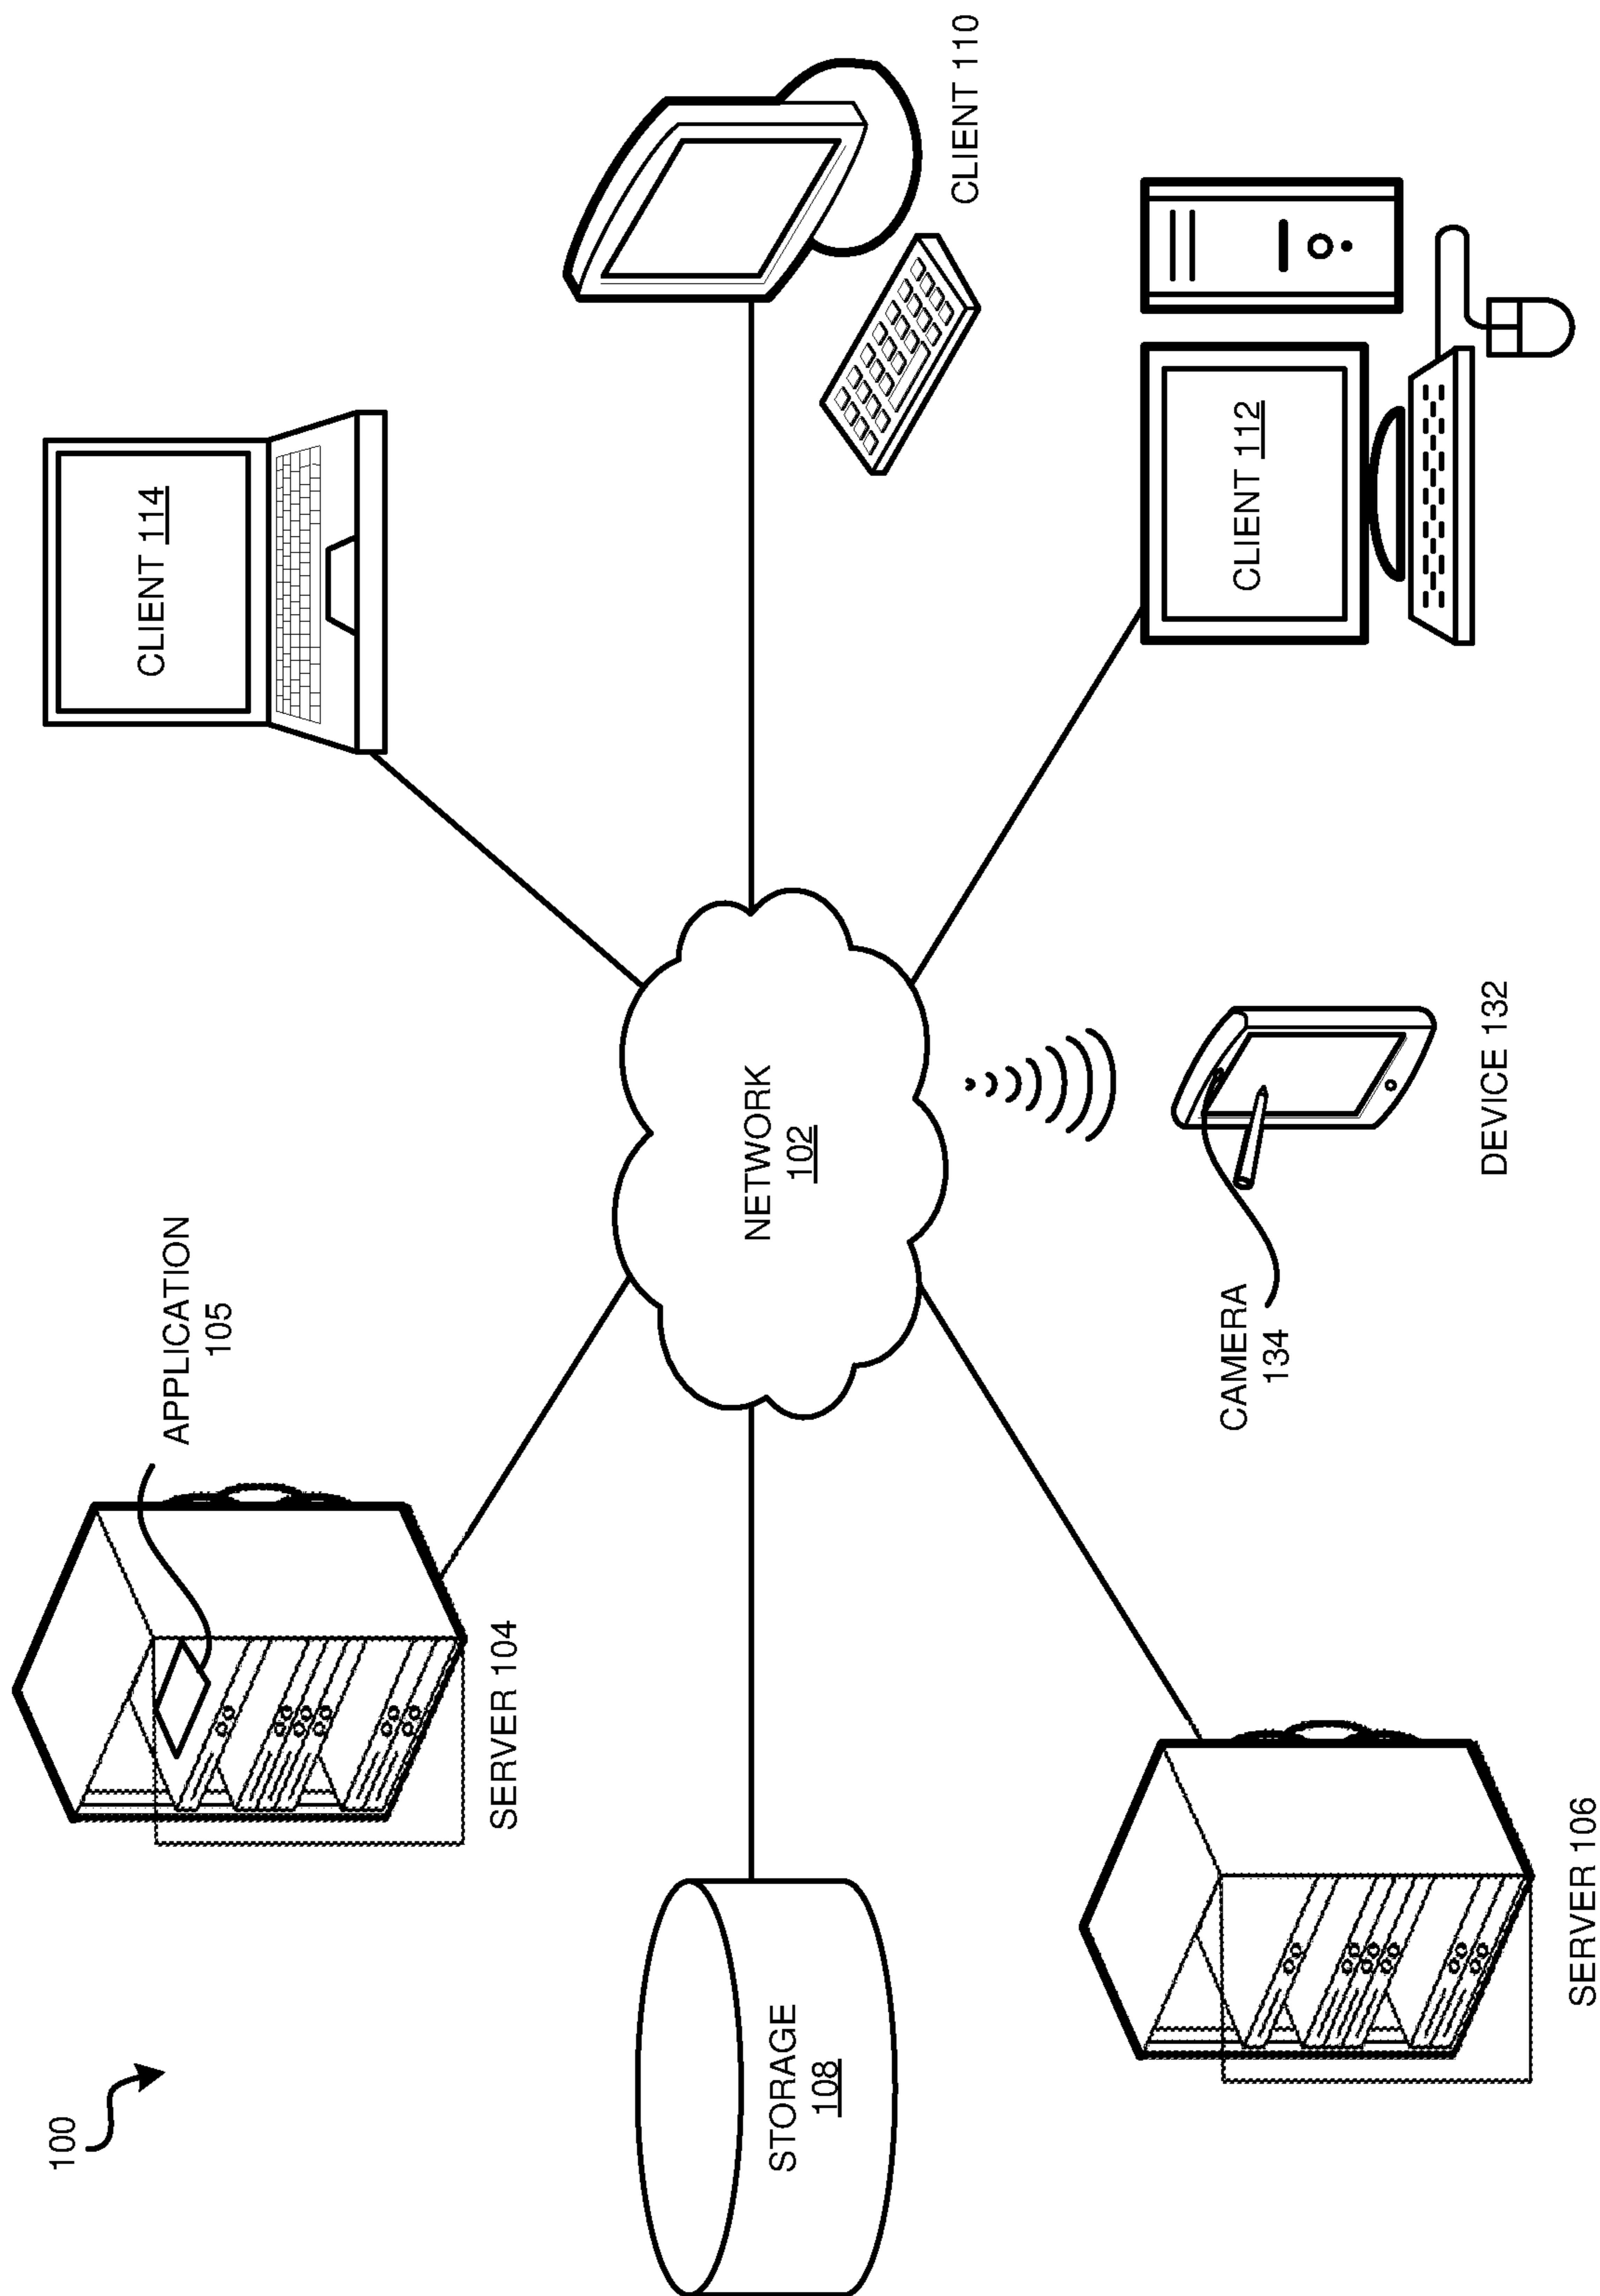 100
APPLICATION
105
CLIENT 114
SERVER 104
STORAGE
108
NETWORK
102
CLIENT 110
CAMERA
134
DEVICE 132
CLIENT 112
SERVER 106